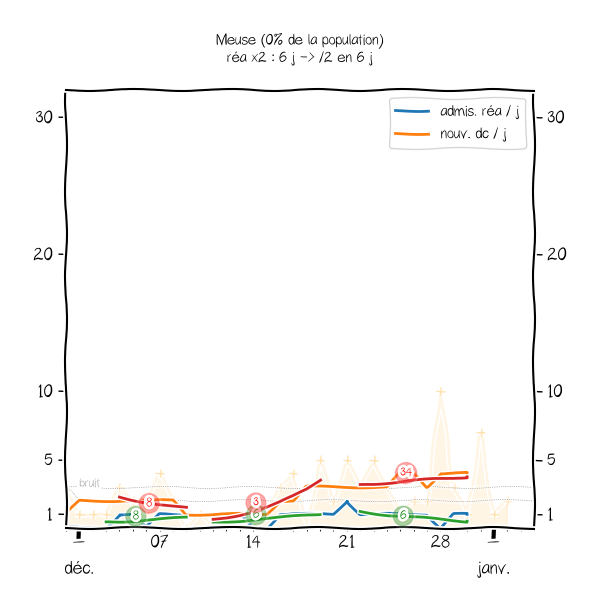 Meuse (0% de la population)
réa x2 : 6 j -> /2 en 6 j
admis. réa / j
nouv. dc / j
30
30
20
20
10
10
5
5
1
1
... bruit
8
8
3
6
34
6
07
14
21
28
déc.
janv.